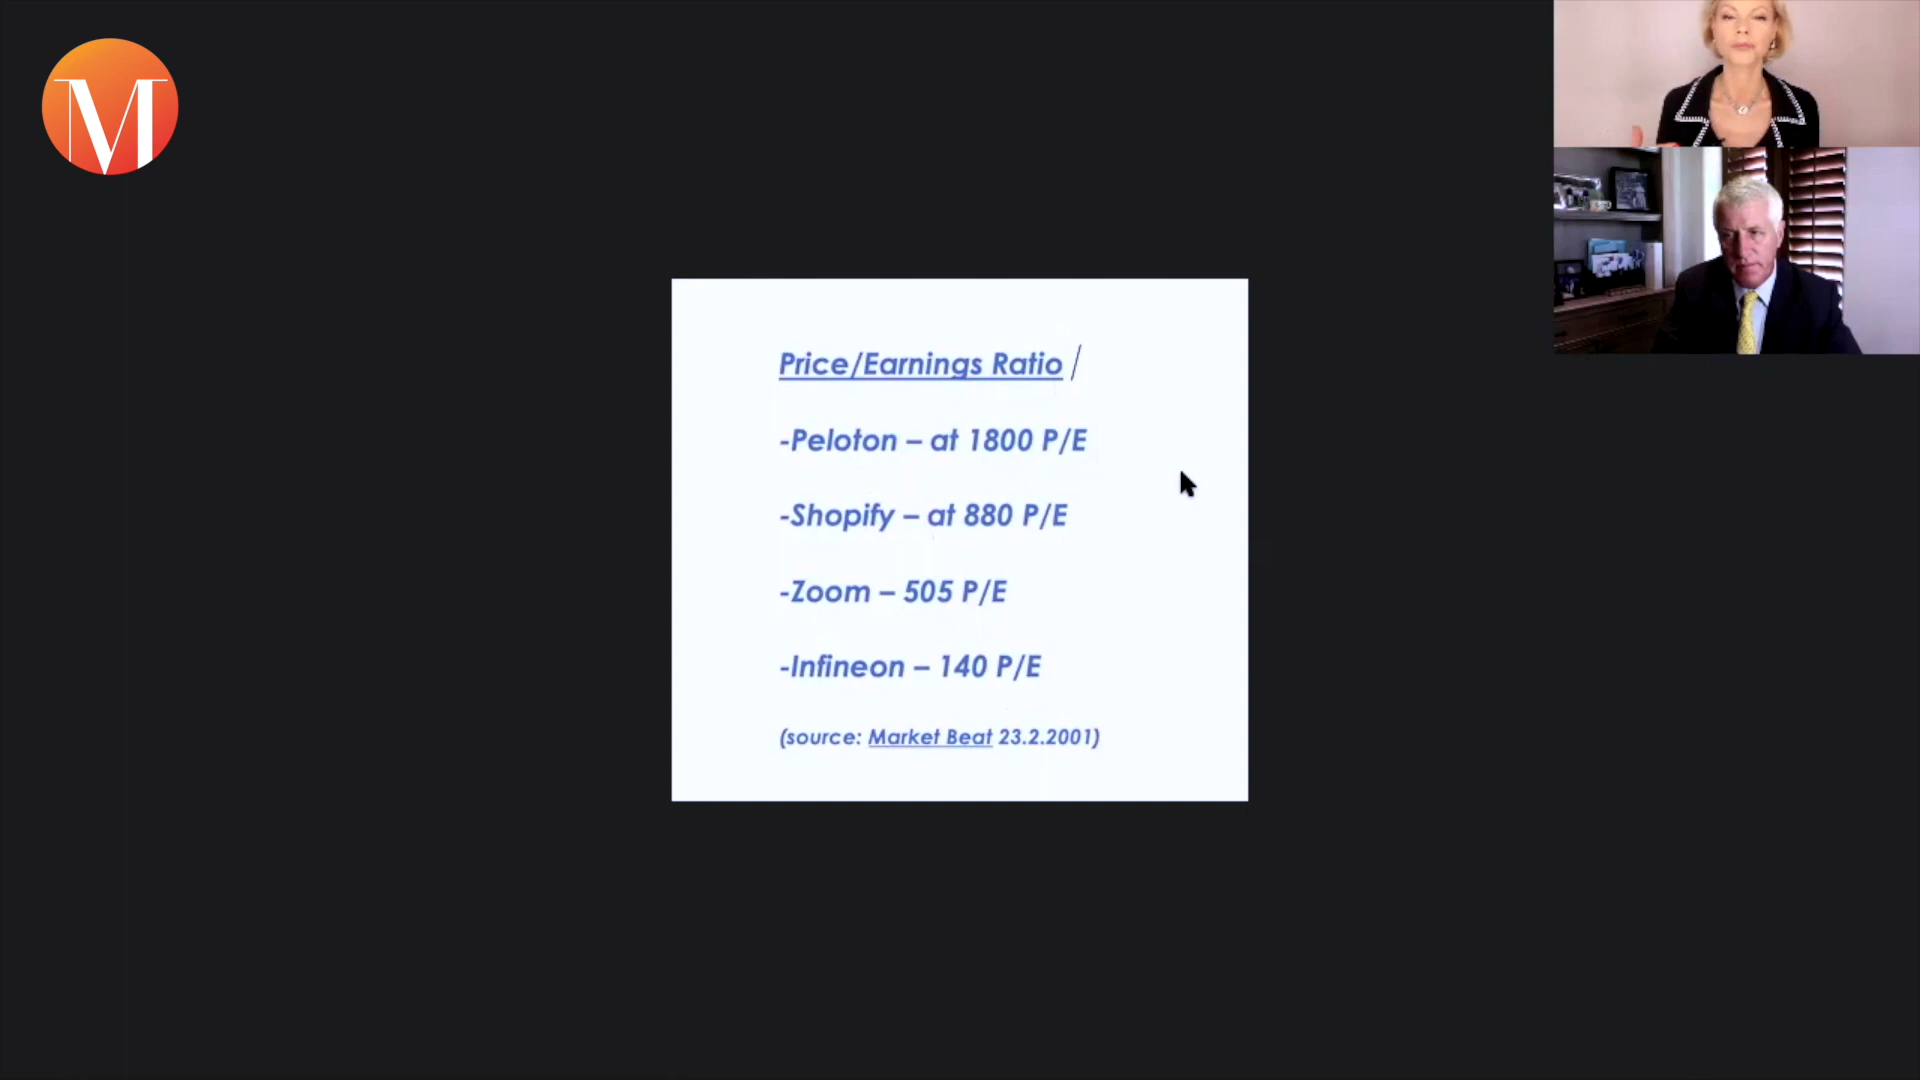 M
Price/Earnings Ratio /
-Peloton – at 1800 P/E
-Shopify – at 880 P/E
-Zoom – 505 P/E
-Infineon – 140 P/E
(source: Market Beat 23.2.2001)